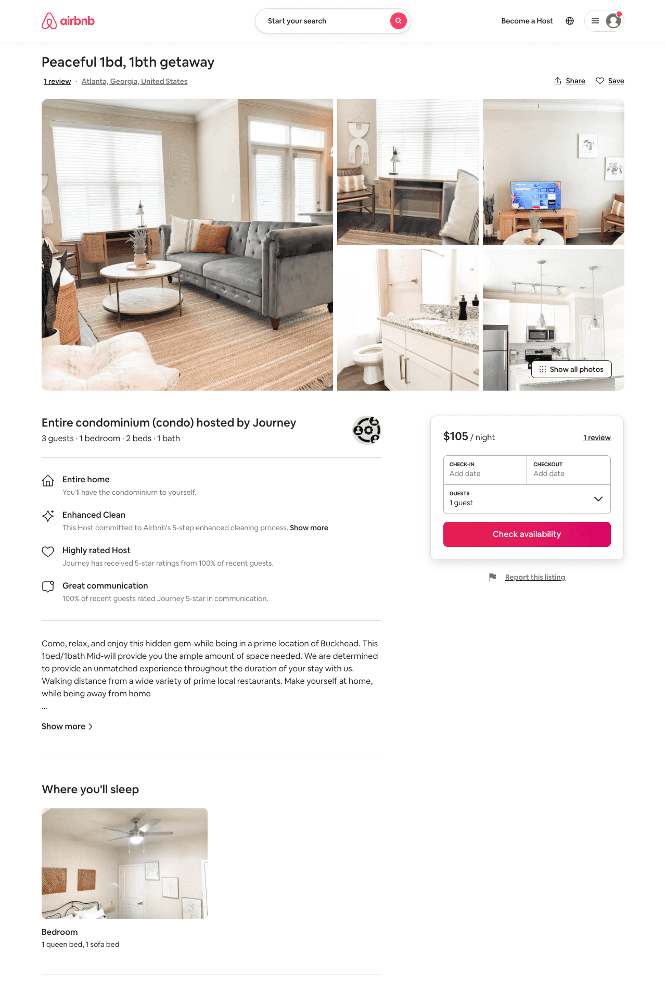 airbnb
Start your search
Become a Host
Peaceful 1bd, 1bth getaway
1 review · Atlanta, Georgia, United States
Share
Save
Show all photos
Entire condominium (condo) hosted by Journey
3 guests · 1 bedroom · 2 beds · 1 bath
$105 / night
1 review
CHECK-IN
Add date
CHECKOUT
Add date
GUESTS
1 guest
Check availability
Report this listing
Entire home
You’ll have the condominium to yourself.
Enhanced Clean
This Host committed to Airbnb's 5-step enhanced cleaning process. Show more
Highly rated Host
Journey has received 5-star ratings from 100% of recent guests.
Great communication
100% of recent guests rated Journey 5-star in communication.
Come, relax, and enjoy this hidden gem-while being in a prime location of Buckhead. This
1bed/1bath Mid-will provide you the ample amount of space needed. We are determined
to provide an unmatched experience throughout the duration of your stay with us.
Walking distance from a wide variety of prime local restaurants. Make yourself at home,
while being away from home
...
Show more
Where you'll sleep
Bedroom
1 queen bed, 1 sofa bed